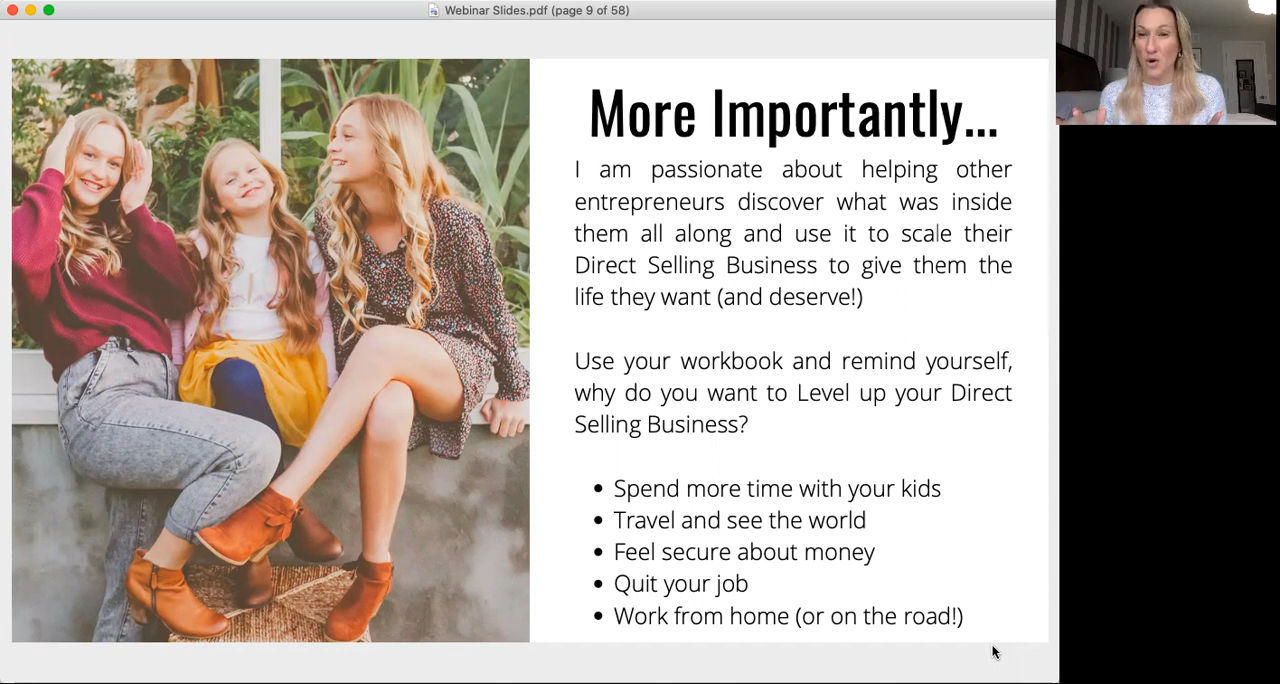 Webinar Slides.pdf (page 9 of 58)
More Importantly...
I am passionate about helping other
entrepreneurs discover what was inside
them all along and use it to scale their
Direct Selling Business to give them the
life they want (and deserve!)
Use your workbook and remind yourself,
why do you want to Level up your Direct
Selling Business?
• Spend more time with your kids
• Travel and see the world
• Feel secure about money
• Quit your job
• Work from home (or on the road!)